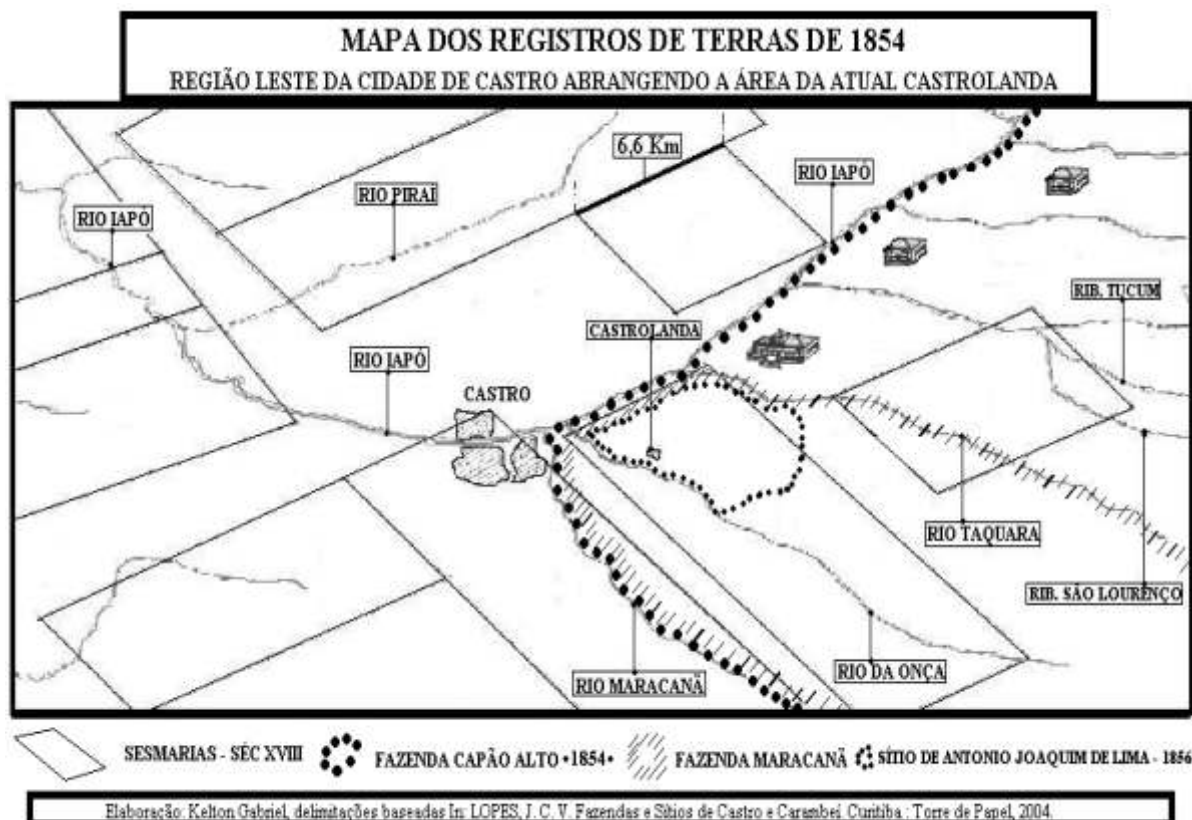 MAPA DOS REGISTROS DE TERRAS DE 1854
REGIÃO LESTE DA CIDADE DE CASTRO ABRANGENDO A ÁREA DA ATUAL CASTROLANDA
6,6 Km
RIO IAPÓ
RIO PIRAÍ
RIO IAPÓ
RIB. TUCUM
CASTROLANDA
RIO IAPÓ
CASTRO
RIO TAQUARA
RIB. SÃO LOURENÇO
RIO DA ONÇA
RIO MARACANÃ
SESMARIAS - SÉC XVIII
FAZENDA CAPÃO ALTO •1854•
FAZENDA MARACANÃ
SÍTIO DE ANTONIO JOAQUIM DE LIMA - 1856
Elaboração: Kelton Gabriel, delimitações baseadas In: LOPES, J. C. V. Fazendas e Sítios de Castro e Carambeí. Curitiba : Torre de Papel, 2004.